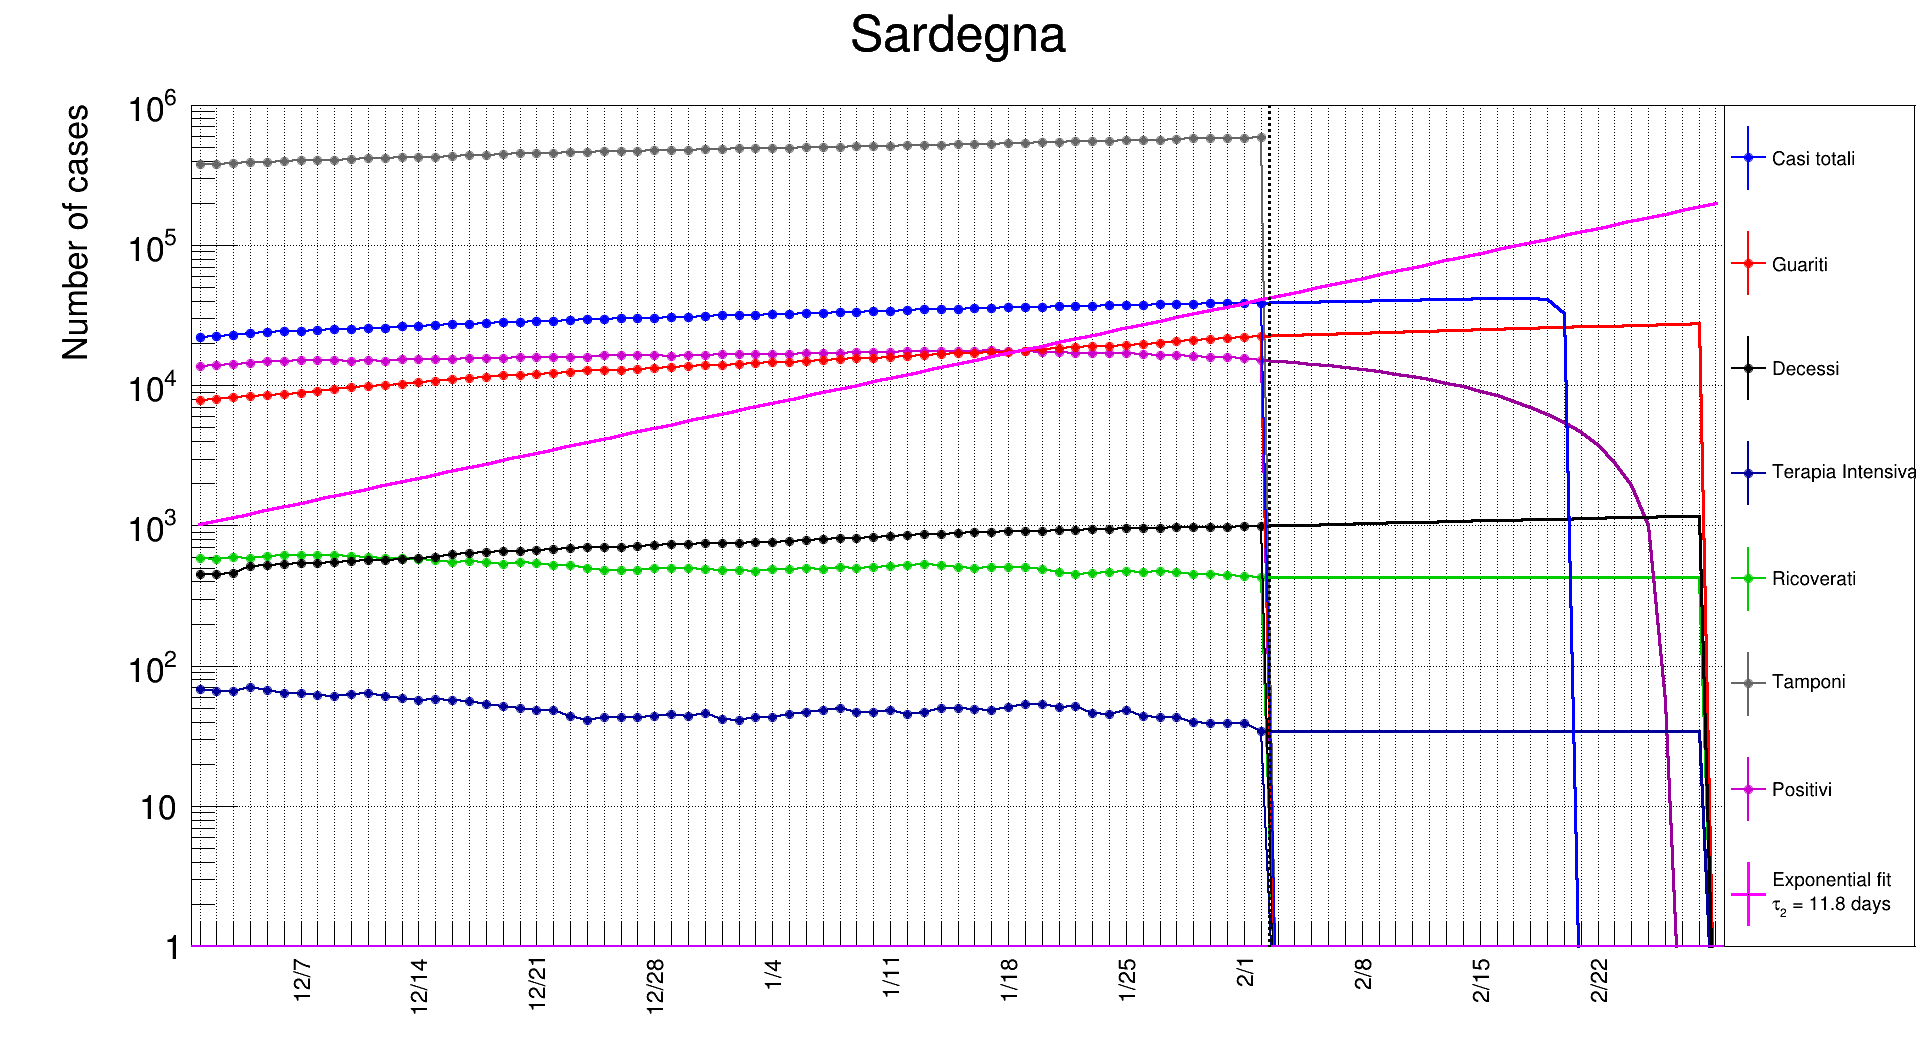 Sardegna
Number of cases
10^6
10^5
10^4
10^3
10^2
10
1
12/7
12/14
12/21
12/28
1/4
1/11
1/18
1/25
2/1
2/8
2/15
2/22
Casi totali
Guariti
Decessi
Terapia Intensiva
Ricoverati
Tamponi
Positivi
Exponential fit
τ₂ = 11.8 days